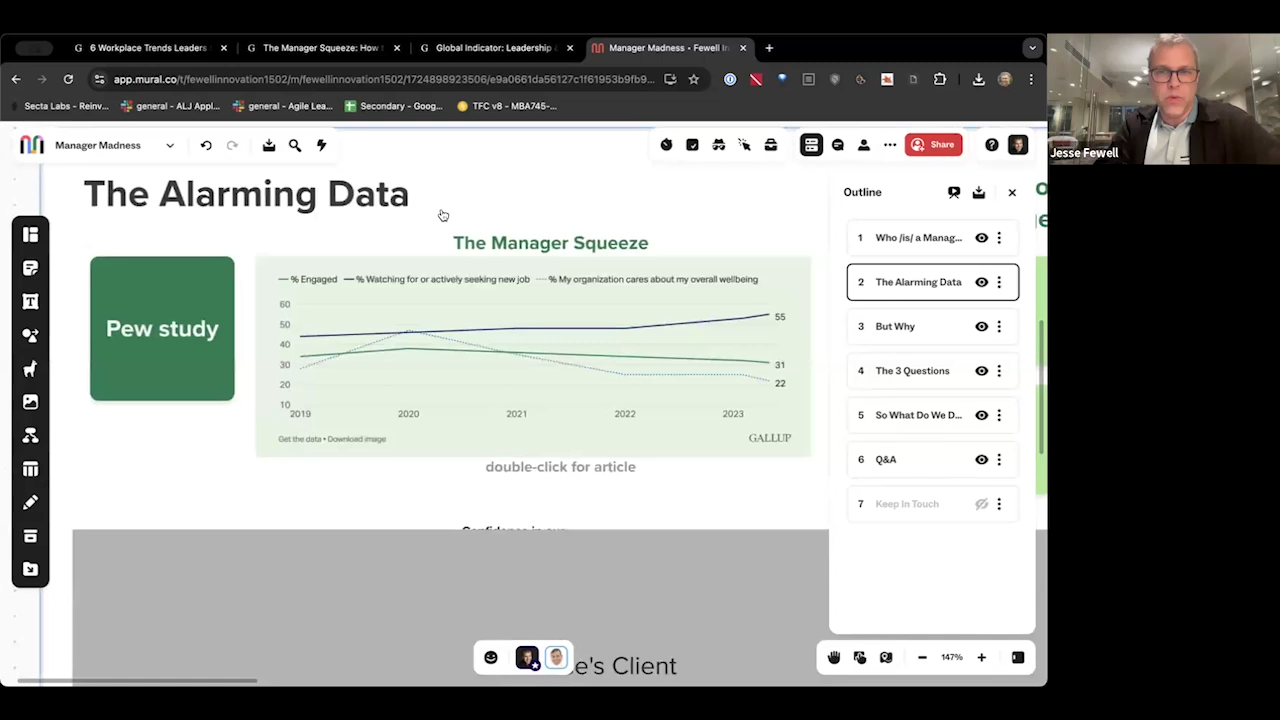 6 Workplace Trends Leaders
The Manager Squeeze: How
Global Indicator: Leadership
Manager Madness • Fewell In
app.mural.co/t/fewellinnovation1502/m/fewellinnovation1502/1724898923506/e9a0661da56127c1f61953b9fb9...
Secta Labs - Reinv...
general - ALJ Appl...
general - Agile Lea...
Secondary - Goog...
TFC v8 - MBA745-...
Jesse Fewell
Manager Madness
Share
The Alarming Data
The Manager Squeeze
Pew study
% Engaged
% Watching for or actively seeking new job
% My organization cares about my overall wellbeing
60
50
40
30
20
10
55
31
22
2019
2020
2021
2022
2023
Get the data • Download image
GALLUP
double-click for article
e's Client
Outline
1 Who /is/ a Manag...
2 The Alarming Data
3 But Why
4 The 3 Questions
5 So What Do We D...
6 Q&A
7 Keep In Touch
147%